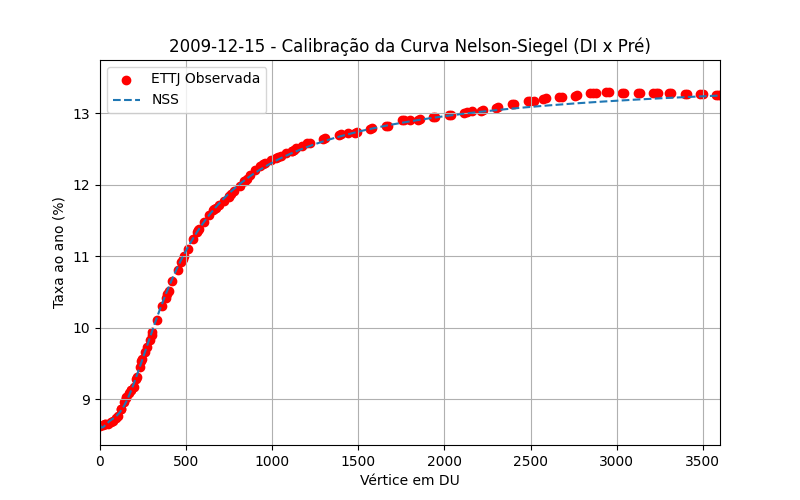 2009-12-15 - Calibração da Curva Nelson-Siegel (DI x Pré)
ETTJ Observada
NSS
13
12
11
10
9
Taxa ao ano (%)
0 500 1000 1500 2000 2500 3000 3500
Vértice em DU